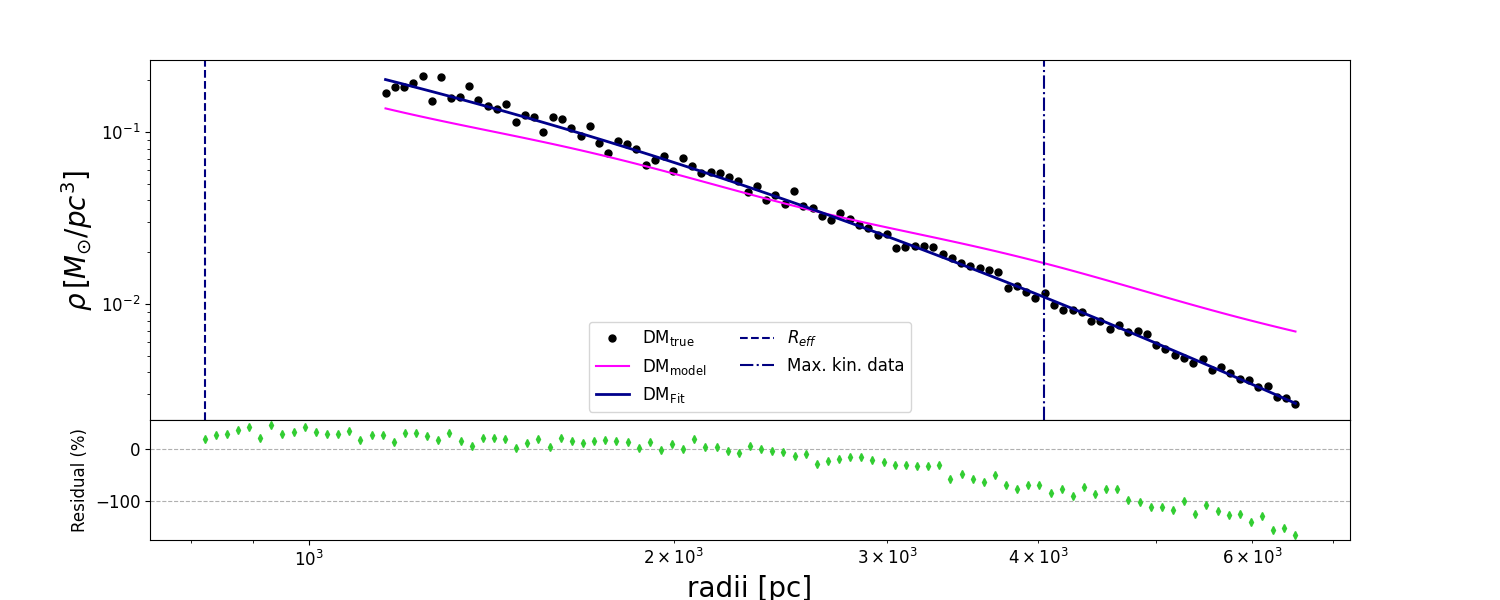 ρ [M⊙/pc³]
10⁻¹
10⁻²
DM_true
DM_model
DM_Fit
R_eff
Max. kin. data
Residual (%)
0
−100
10³
2 × 10³
3 × 10³
4 × 10³
6 × 10³
radii [pc]